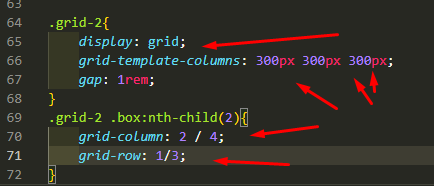 64
.grid-2{
65
display: grid;
66
grid-template-columns: 300px 300px 300px;
67
gap: 1rem;
68
}
69
.grid-2 .box:nth-child(2){
70
grid-column: 2 / 4;
71
grid-row: 1/3;
72
}